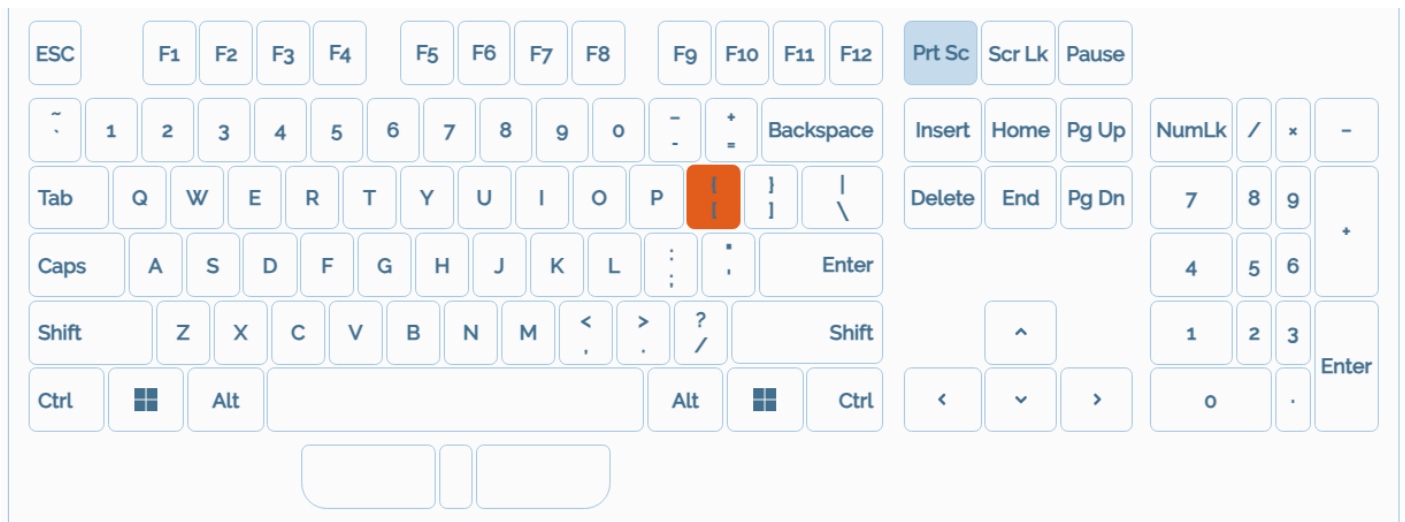 ESC F1 F2 F3 F4 F5 F6 F7 F8 F9 F10 F11 F12 Prt Sc Scr Lk Pause
~ – +
` 1 2 3 4 5 6 7 8 9 0 - = Backspace Insert Home Pg Up NumLk / × –
{ } |
Tab Q W E R T Y U I O P [ ] \ Delete End Pg Dn 7 8 9 +
: "
Caps A S D F G H J K L ; ' Enter 4 5 6
< > ?
Shift Z X C V B N M , . / Shift ^ 1 2 3 Enter
Ctrl Alt Alt Ctrl < ⌄ > 0 .